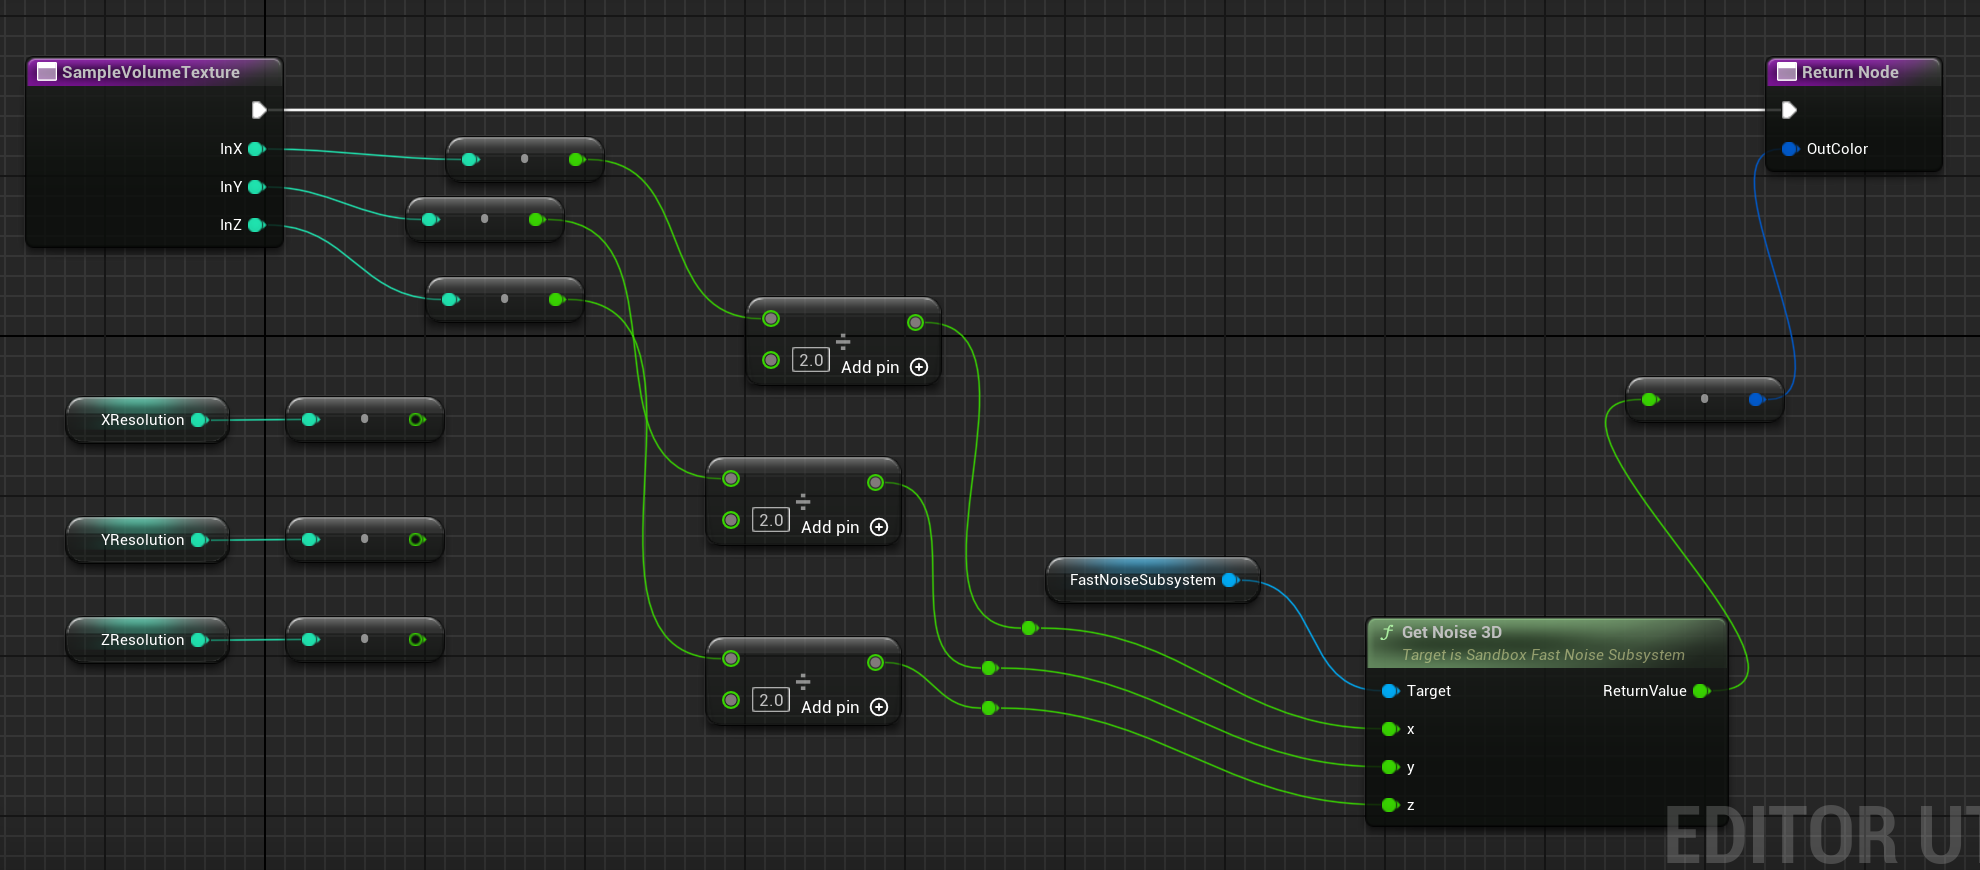 SampleVolumeTexture
InX
InY
InZ
Return Node
OutColor
2.0
Add pin
XResolution
YResolution
ZResolution
2.0
Add pin
2.0
Add pin
FastNoiseSubsystem
Get Noise 3D
Target is Sandbox Fast Noise Subsystem
Target
ReturnValue
x
y
z
EDITOR UT